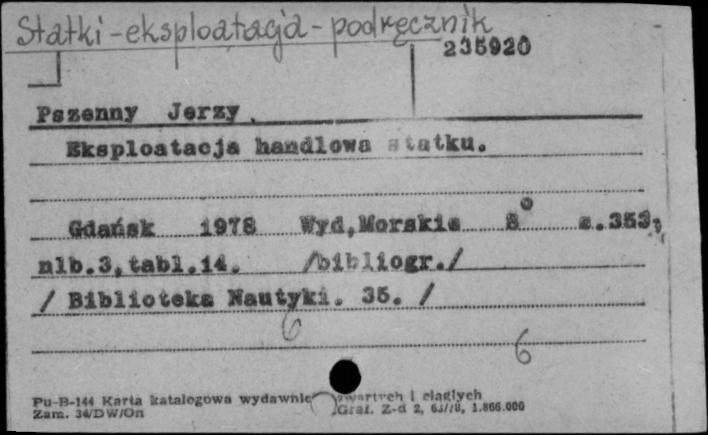 Statki - eksploatacja - podręcznik
235920
Pszenny Jerzy.
Eksploatacja handlowa statku.
Gdańsk 1978 Wyd,Morskie 8° s.353,
nlb.3,tabl.14. /bibliogr./
/ Biblioteka Nautyki. 35. /
6
6
Pu-B-144 Karta katalogowa wydawnic zwartych i ciągłych
Zam. 34/DW/On Graf. Z-d 2, 1.866.000